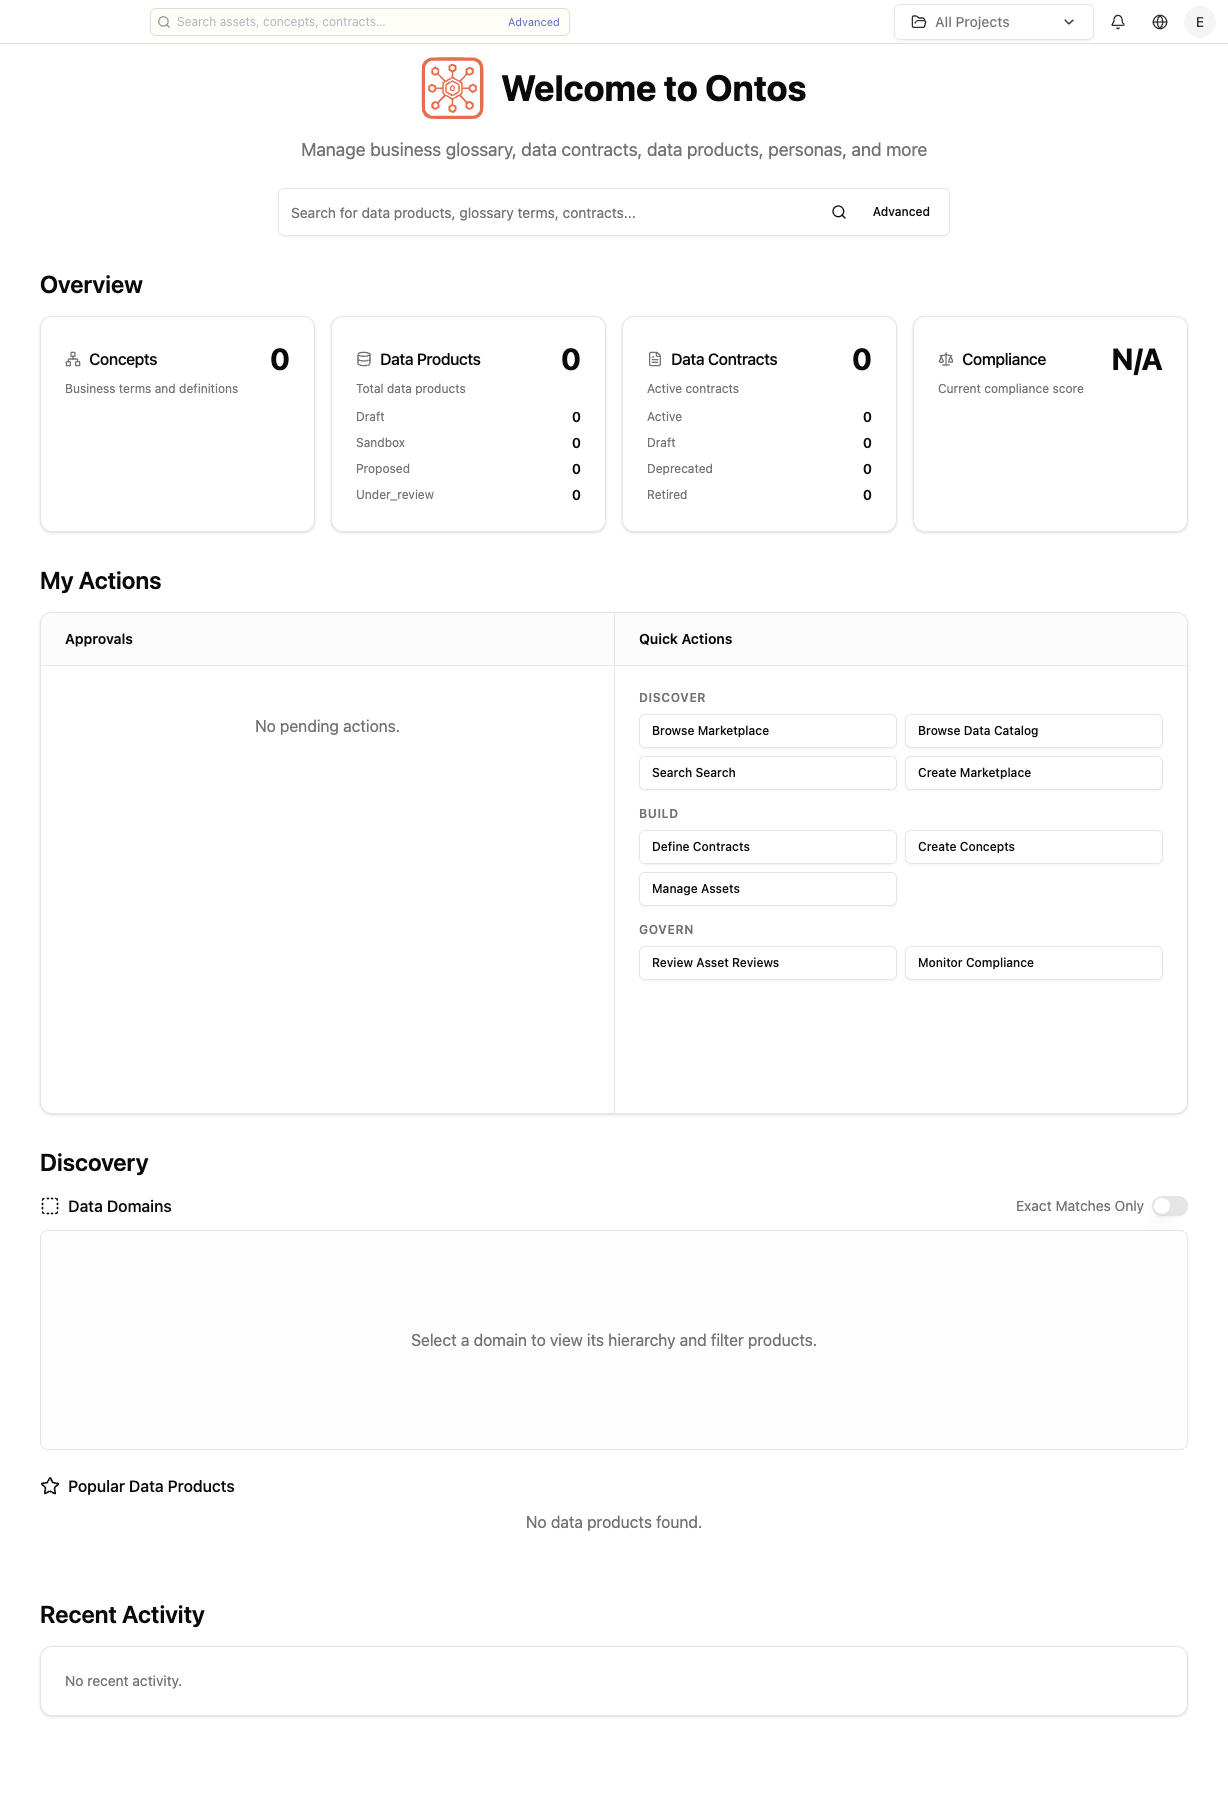 Search assets, concepts, contracts... Advanced
All Projects
E
Welcome to Ontos
Manage business glossary, data contracts, data products, personas, and more
Search for data products, glossary terms, contracts... Advanced
Overview
Concepts 0
Business terms and definitions
Data Products 0
Total data products
Draft 0
Sandbox 0
Proposed 0
Under_review 0
Data Contracts 0
Active contracts
Active 0
Draft 0
Deprecated 0
Retired 0
Compliance N/A
Current compliance score
My Actions
Approvals
No pending actions.
Quick Actions
DISCOVER
Browse Marketplace
Browse Data Catalog
Search Search
Create Marketplace
BUILD
Define Contracts
Create Concepts
Manage Assets
GOVERN
Review Asset Reviews
Monitor Compliance
Discovery
Data Domains
Exact Matches Only
Select a domain to view its hierarchy and filter products.
Popular Data Products
No data products found.
Recent Activity
No recent activity.